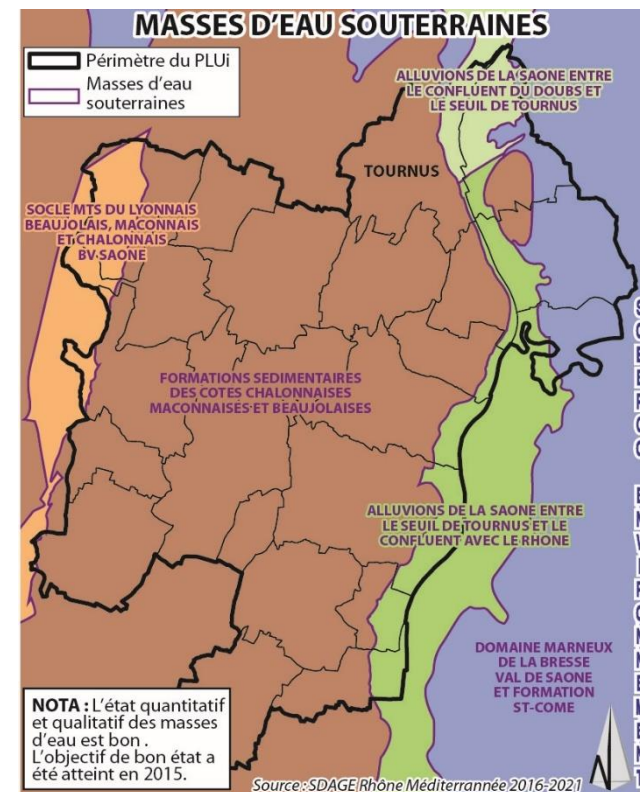 MASSES D'EAU SOUTERRAINES
Périmètre du PLUi
Masses d'eau
souterraines
ALLUVIONS DE LA SAONE ENTRE
LE CONFLUENT DU DOUBS ET
LE SEUIL DE TOURNUS
TOURNUS
SOCLE MTS DU LYONNAIS
BEAUJOLAIS, MACONNAIS
ET CHALONNAIS
BV SAONE
FORMATIONS SEDIMENTAIRES
DES COTES CHALONNAISES
MACONNAISES ET BEAUJOLAISES
ALLUVIONS DE LA SAONE ENTRE
LE SEUIL DE TOURNUS ET LE
CONFLUENT AVEC LE RHONE
DOMAINE MARNEUX
DE LA BRESSE
VAL DE SAONE
ET FORMATION
ST-COME
NOTA : L'état quantitatif
et qualitatif des masses
d'eau est bon .
L'objectif de bon état a
été atteint en 2015.
N
Source : SDAGE Rhône Méditerrannée 2016-2021